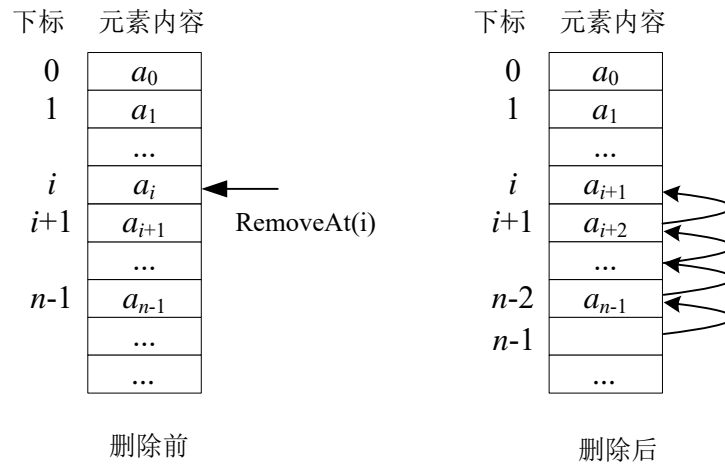 下标 元素内容
0 a0
1 a1
...
i ai
i+1 ai+1
...
n-1 an-1
...
...
RemoveAt(i)
删除前
下标 元素内容
0 a0
1 a1
...
i ai+1
i+1 ai+2
...
n-2 an-1
n-1
...
删除后